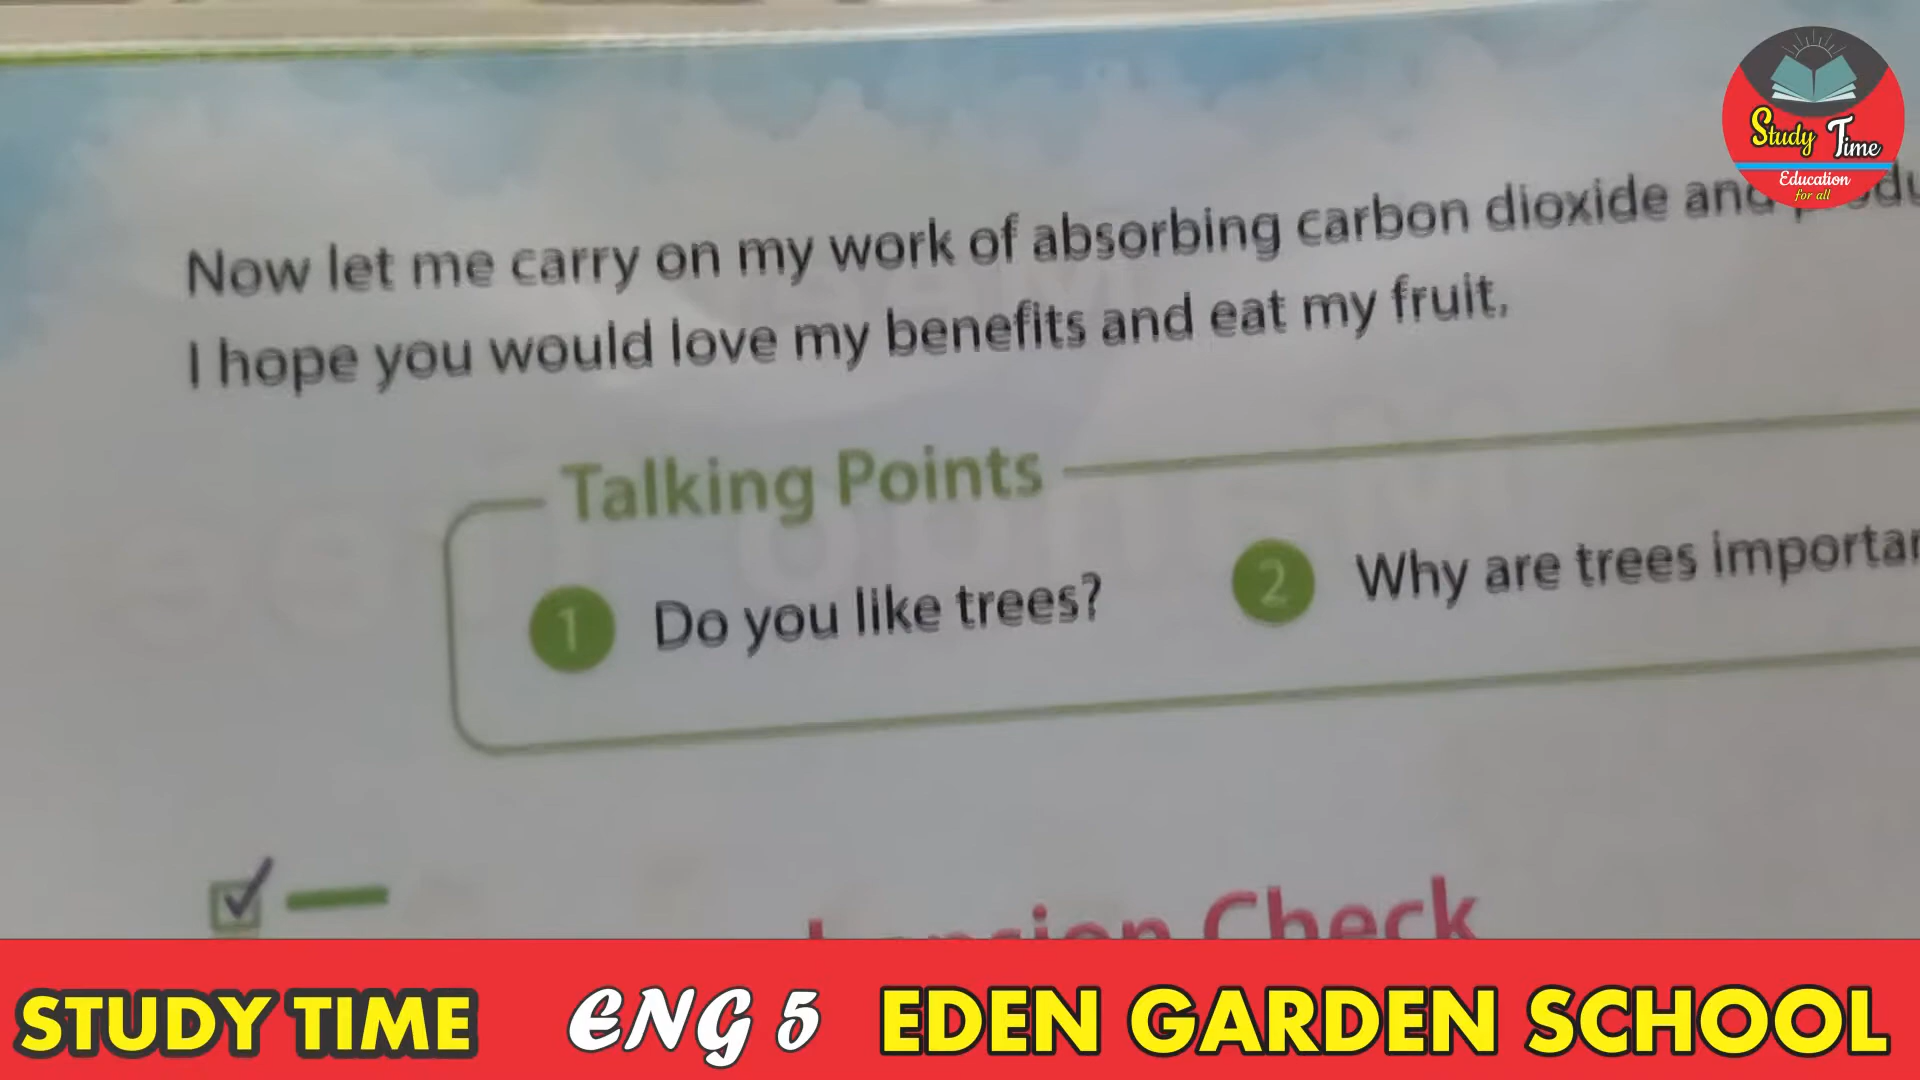 Study Time
Education
for all
Now let me carry on my work of absorbing carbon dioxide and
I hope you would love my benefits and eat my fruit.
Talking Points
1 Do you like trees?
2 Why are trees
Check
STUDY TIME ENG 5 EDEN GARDEN SCHOOL